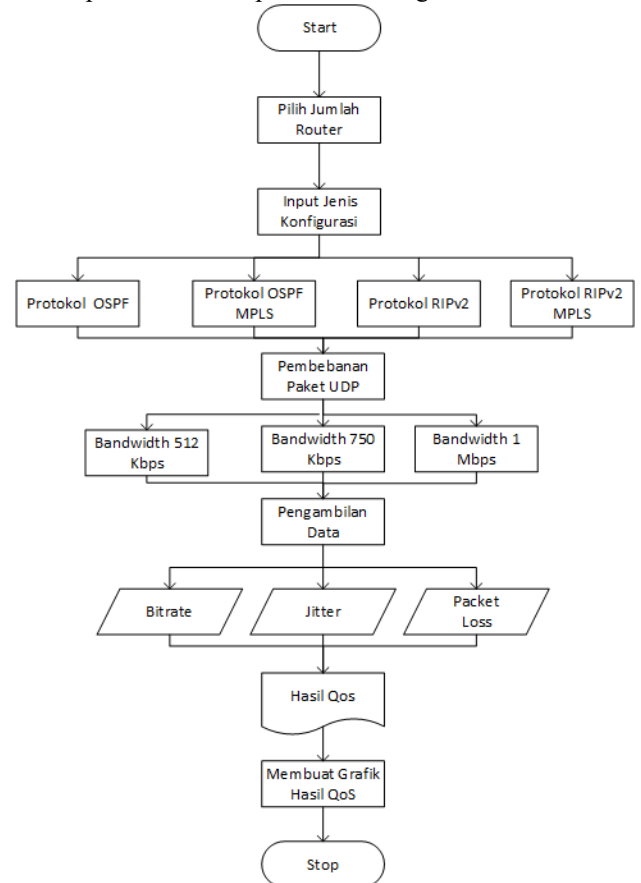 Start
Pilih Jumlah
Router
Input Jenis
Konfigurasi
Protokol OSPF
Protokol OSPF
MPLS
Protokol RIPv2
Protokol RIPv2
MPLS
Pembebanan
Paket UDP
Bandwidth 512
Kbps
Bandwidth 750
Kbps
Bandwidth 1
Mbps
Pengambilan
Data
Bitrate
Jitter
Packet
Loss
Hasil Qos
Membuat Grafik
Hasil QoS
Stop